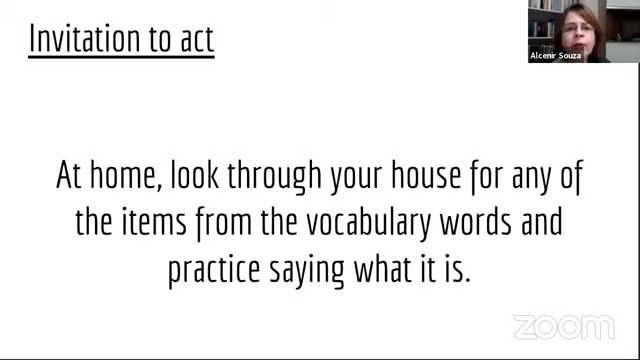 Invitation to act
Alcenir Souza
At home, look through your house for any of
the items from the vocabulary words and
practice saying what it is.
zoom